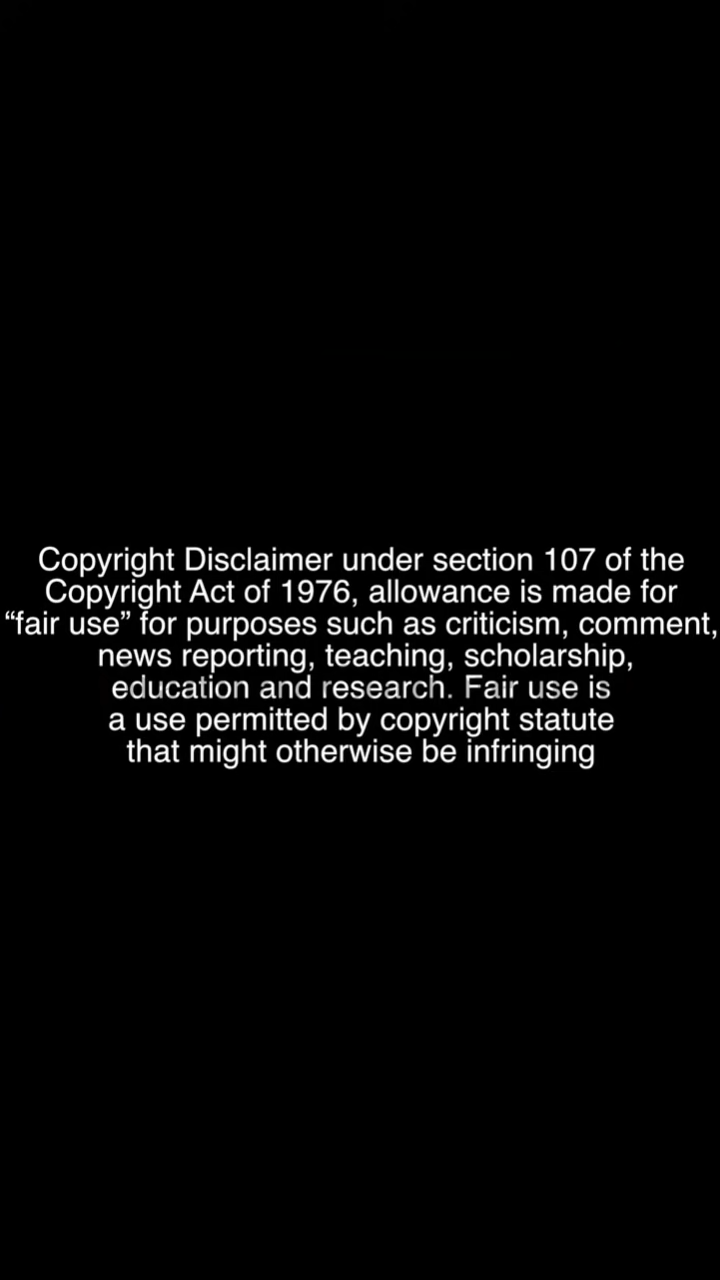 Copyright Disclaimer under section 107 of the
Copyright Act of 1976, allowance is made for
“fair use” for purposes such as criticism, comment,
news reporting, teaching, scholarship,
education and research. Fair use is
a use permitted by copyright statute
that might otherwise be infringing